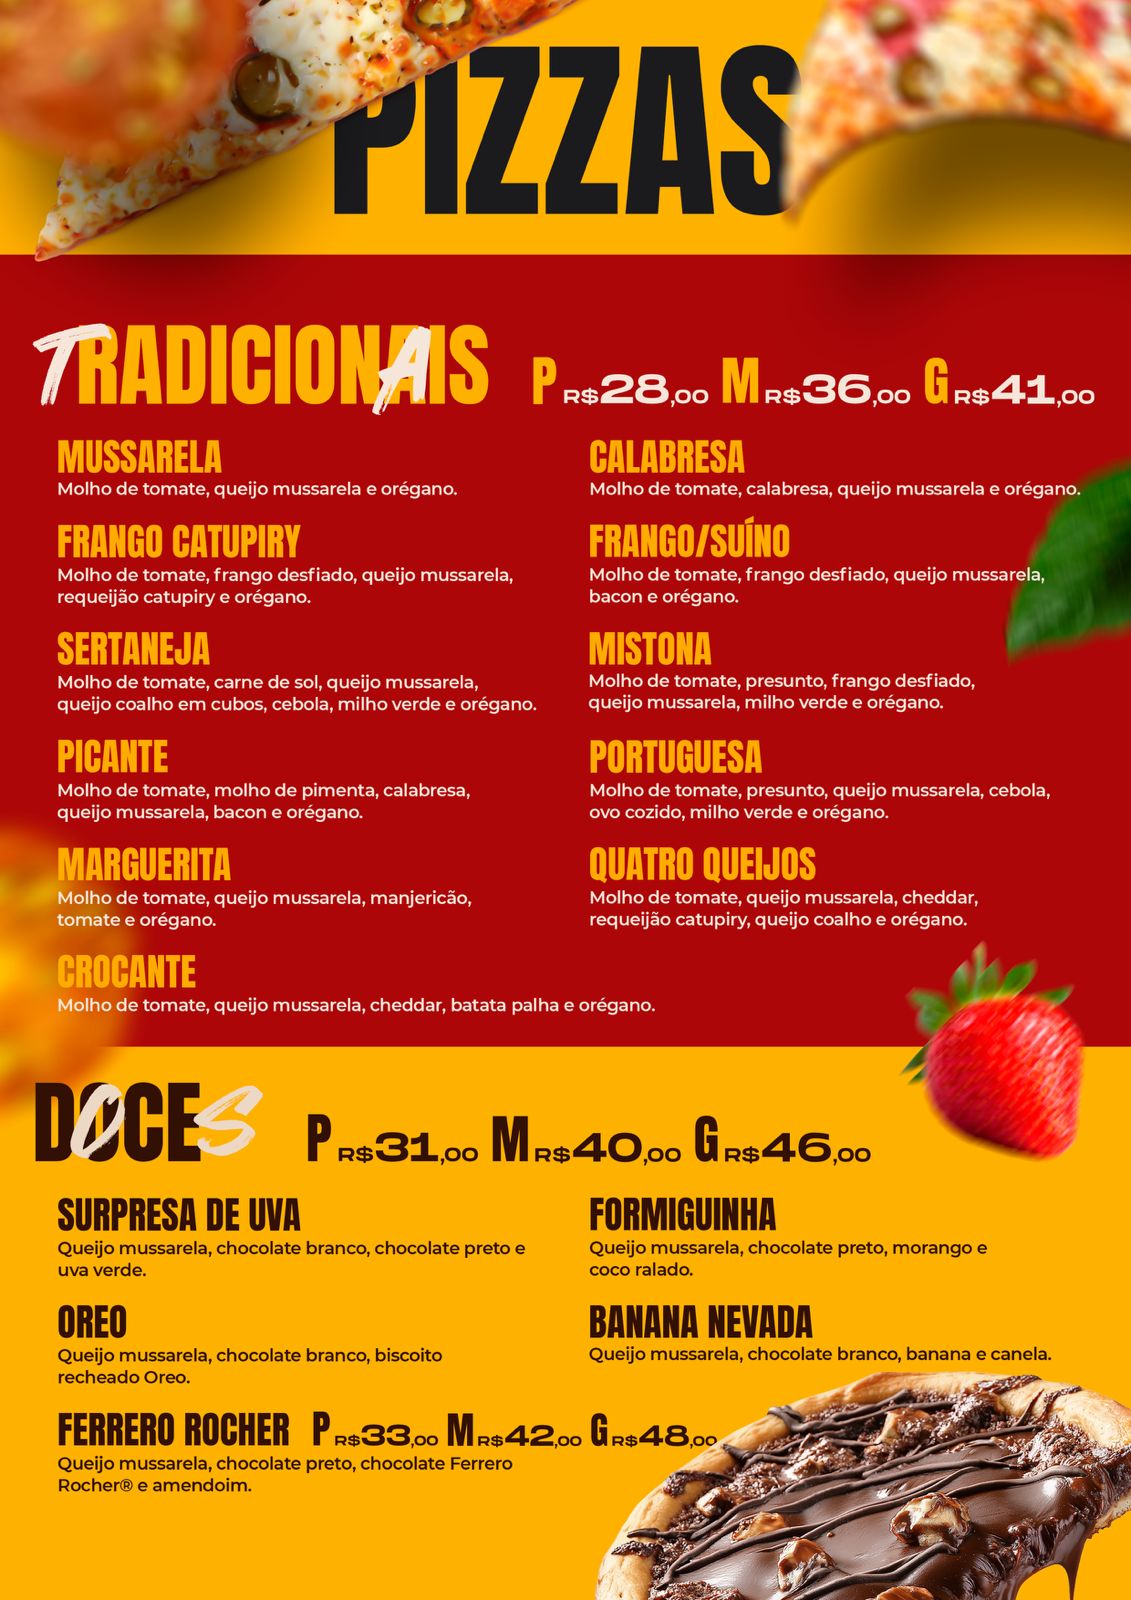 PIZZAS
TRADICIONAIS P R$28,00 M R$36,00 G R$41,00
MUSSARELA
Molho de tomate, queijo mussarela e orégano.
CALABRESA
Molho de tomate, calabresa, queijo mussarela e orégano.
FRANGO CATUPIRY
Molho de tomate, frango desfiado, queijo mussarela,
requeijão catupiry e orégano.
FRANGO/SUÍNO
Molho de tomate, frango desfiado, queijo mussarela,
bacon e orégano.
SERTANEJA
Molho de tomate, carne de sol, queijo mussarela,
queijo coalho em cubos, cebola, milho verde e orégano.
MISTONA
Molho de tomate, presunto, frango desfiado,
queijo mussarela, milho verde e orégano.
PICANTE
Molho de tomate, molho de pimenta, calabresa,
queijo mussarela, bacon e orégano.
PORTUGUESA
Molho de tomate, presunto, queijo mussarela, cebola,
ovo cozido, milho verde e orégano.
MARGUERITA
Molho de tomate, queijo mussarela, manjericão,
tomate e orégano.
QUATRO QUEIJOS
Molho de tomate, queijo mussarela, cheddar,
requeijão catupiry, queijo coalho e orégano.
CROCANTE
Molho de tomate, queijo mussarela, cheddar, batata palha e orégano.
DOCES P R$31,00 M R$40,00 G R$46,00
SURPRESA DE UVA
Queijo mussarela, chocolate branco, chocolate preto e
uva verde.
FORMIGUINHA
Queijo mussarela, chocolate preto, morango e
coco ralado.
OREO
Queijo mussarela, chocolate branco, biscoito
recheado Oreo.
BANANA NEVADA
Queijo mussarela, chocolate branco, banana e canela.
FERRERO ROCHER P R$33,00 M R$42,00 G R$48,00
Queijo mussarela, chocolate preto, chocolate Ferrero
Rocher® e amendoim.